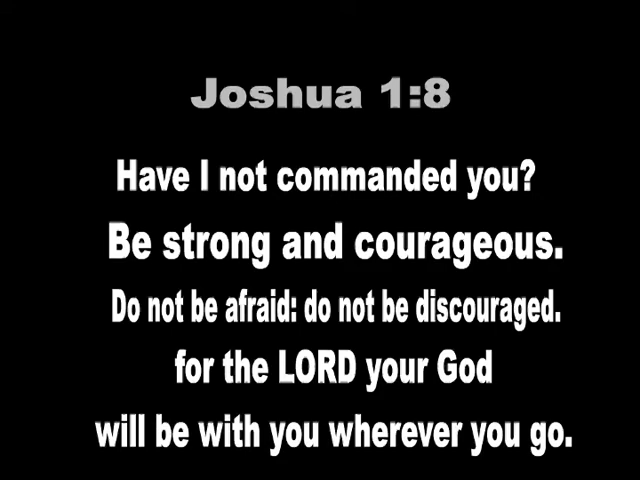 Joshua 1:8
Have I not commanded you?
Be strong and courageous.
Do not be afraid: do not be discouraged.
for the LORD your God
will be with you wherever you go.